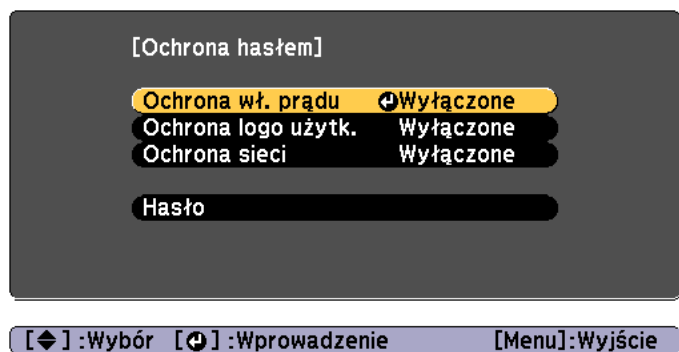 [Ochrona hasłem]
Ochrona wł. prądu Wyłączone
Ochrona logo użytk. Wyłączone
Ochrona sieci Wyłączone
Hasło
[◆]:Wybór [⏎]:Wprowadzenie [Menu]:Wyjście